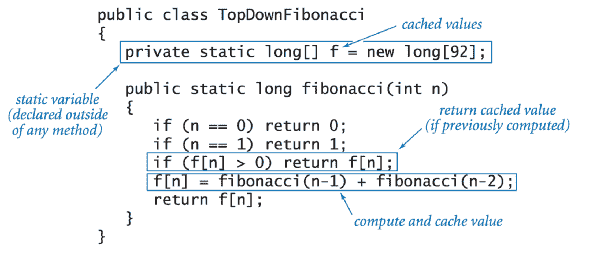 public class TopDownFibonacci
cached values
{
private static long[] f = new long[92];
static variable
(declared outside
of any method)
public static long fibonacci(int n)
{
return cached value
(if previously computed)
if (n == 0) return 0;
if (n == 1) return 1;
if (f[n] > 0) return f[n];
f[n] = fibonacci(n-1) + fibonacci(n-2);
return f[n];
compute and cache value
}
}